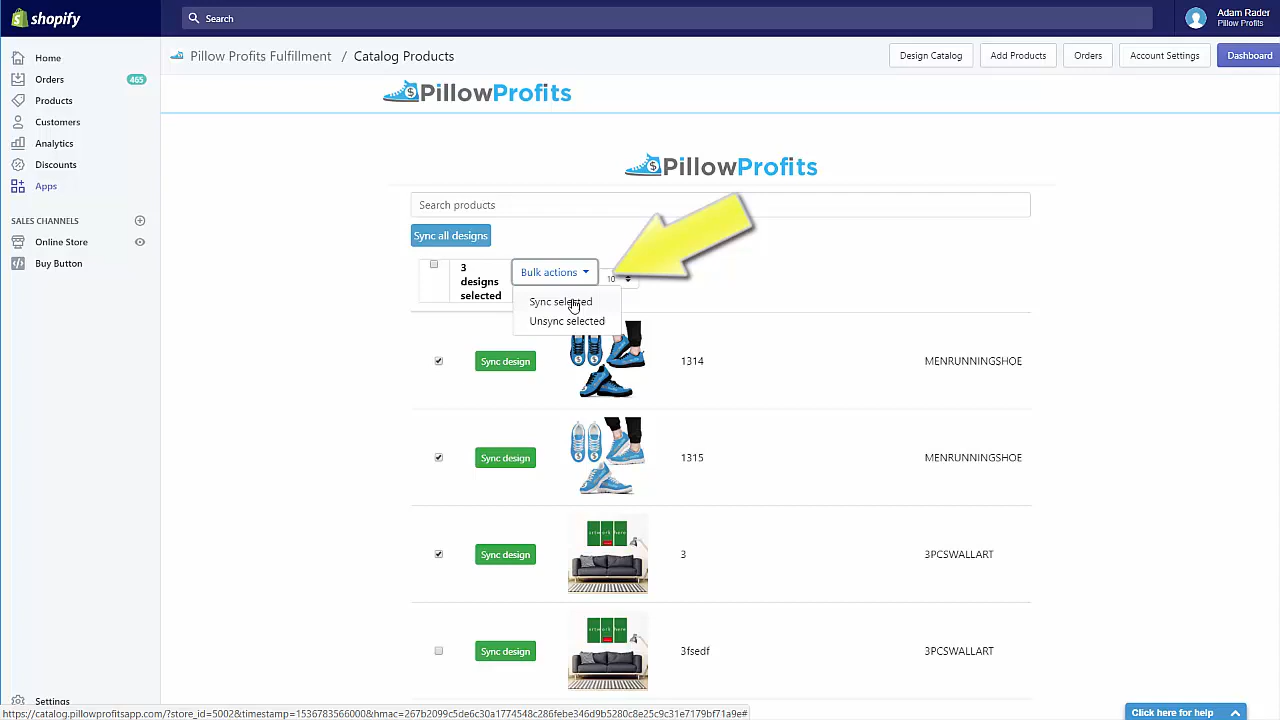 shopify
Search
Adam Rader
Pillow Profits
Home
Orders
465
Products
Customers
Analytics
Discounts
Apps
SALES CHANNELS
Online Store
Buy Button
Settings
Pillow Profits Fulfillment / Catalog Products
Design Catalog
Add Products
Orders
Account Settings
Dashboard
PillowProfits
PillowProfits
Search products
Sync all designs
3
designs
selected
Bulk actions
10
Sync selected
Unsync selected
Sync design
1314
MENRUNNINGSHOE
Sync design
1315
MENRUNNINGSHOE
Sync design
3
3PCSWALLART
Sync design
3fsedf
3PCSWALLART
Click here for help